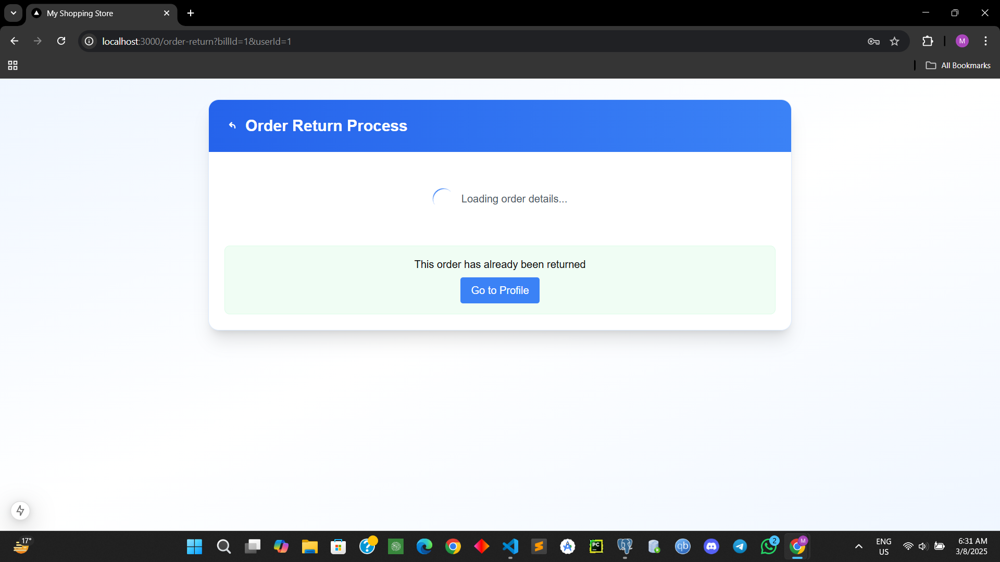 My Shopping Store
localhost:3000/order-return?billId=1&userId=1
M
All Bookmarks
Order Return Process
Loading order details...
This order has already been returned
Go to Profile
17°
PC
qb
2
M
ENG
US
6:31 AM
3/8/2025